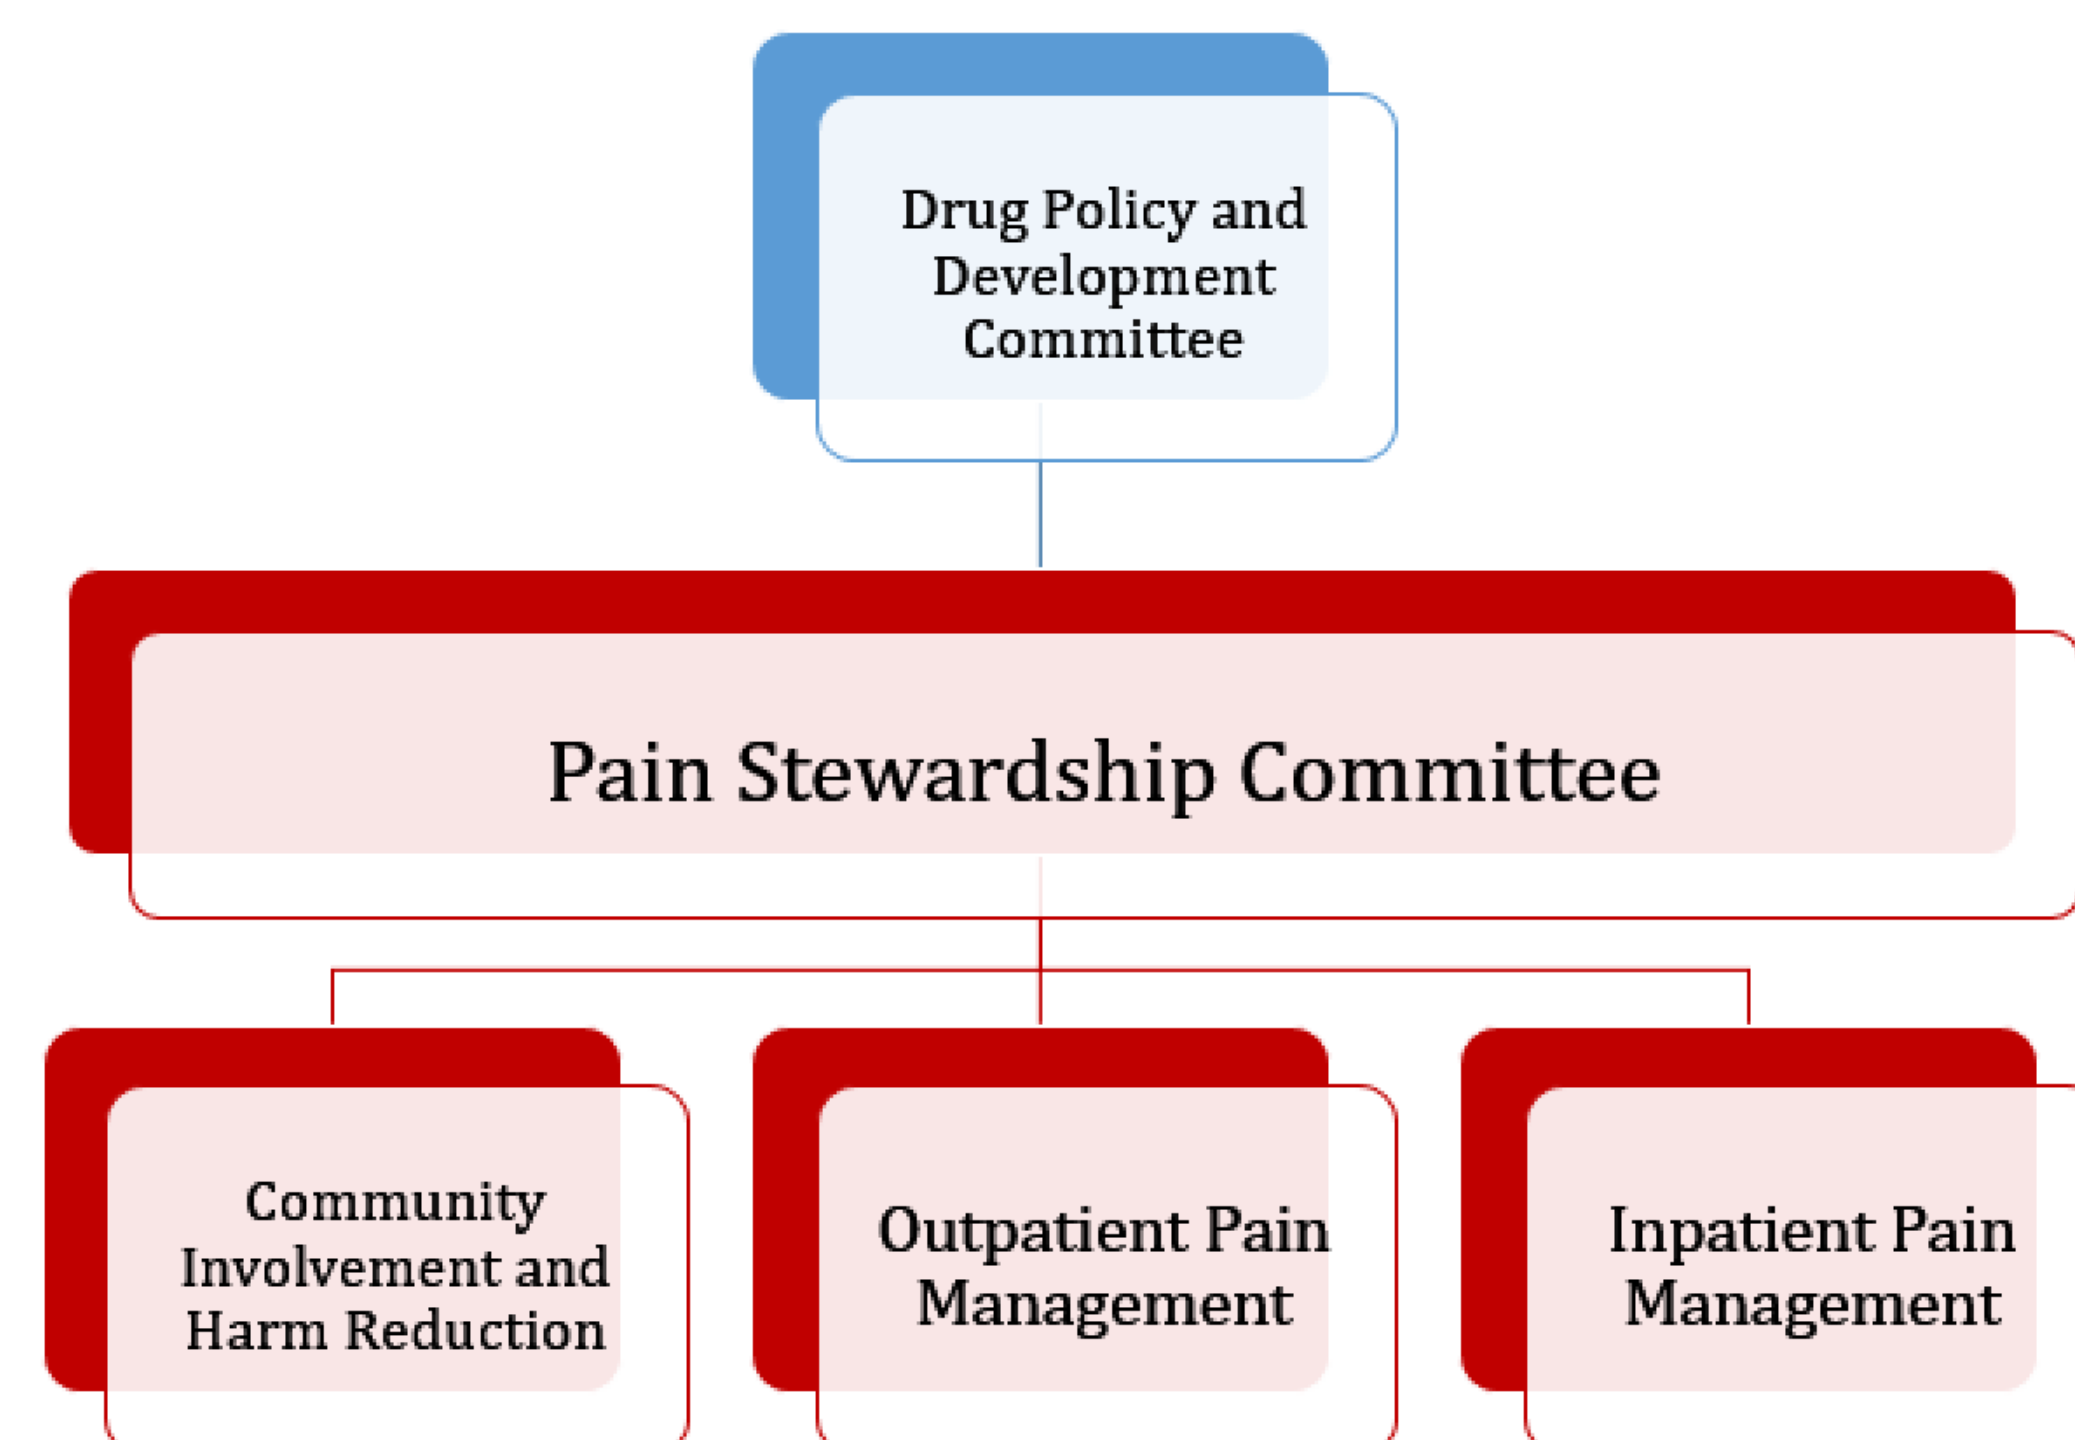 Drug Policy and
Development
Committee
Pain Stewardship Committee
Community
Involvement and
Harm Reduction
Outpatient Pain
Management
Inpatient Pain
Management